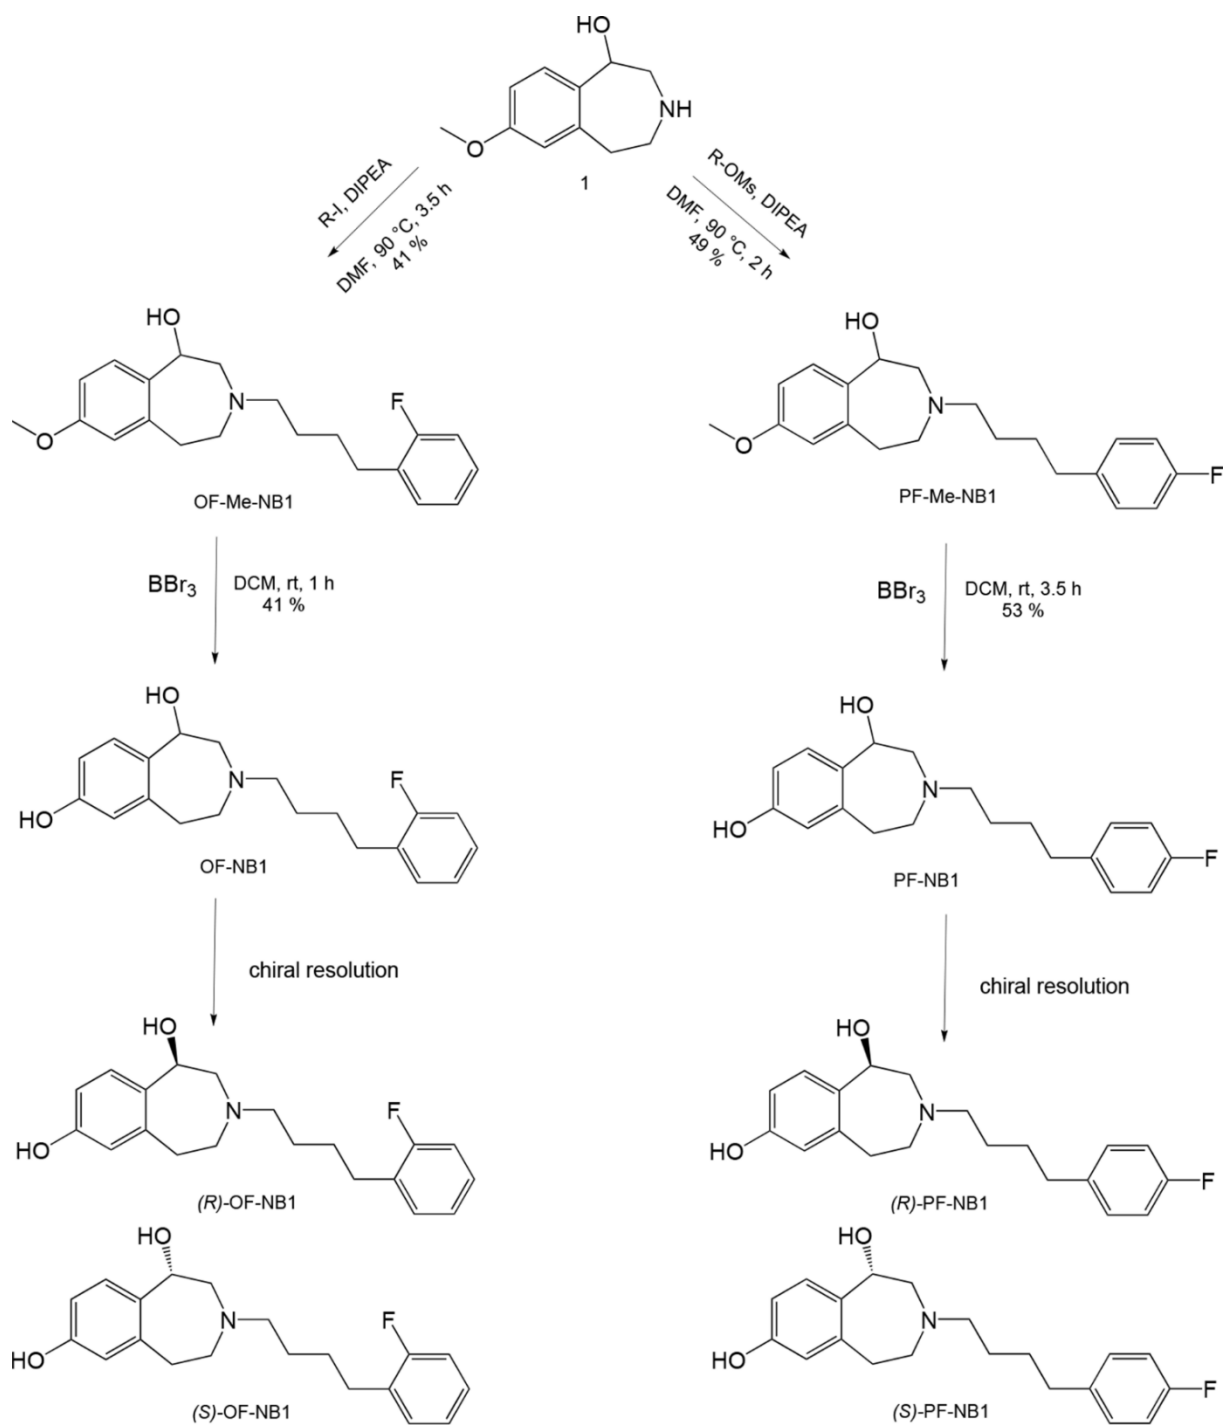 HO
NH
O
1
R-I, DIPEA
DMF, 90 °C, 3.5 h
41 %
R-OMs, DIPEA
DMF, 90 °C, 2 h
49 %
HO
N
F
O
OF-Me-NB1
HO
N
O
F
PF-Me-NB1
BBr3
DCM, rt, 1 h
41 %
BBr3
DCM, rt, 3.5 h
53 %
HO
N
F
HO
OF-NB1
HO
N
HO
F
PF-NB1
chiral resolution
chiral resolution
HO
N
F
HO
(R)-OF-NB1
HO
N
HO
F
(R)-PF-NB1
HO
N
F
HO
(S)-OF-NB1
HO
N
HO
F
(S)-PF-NB1